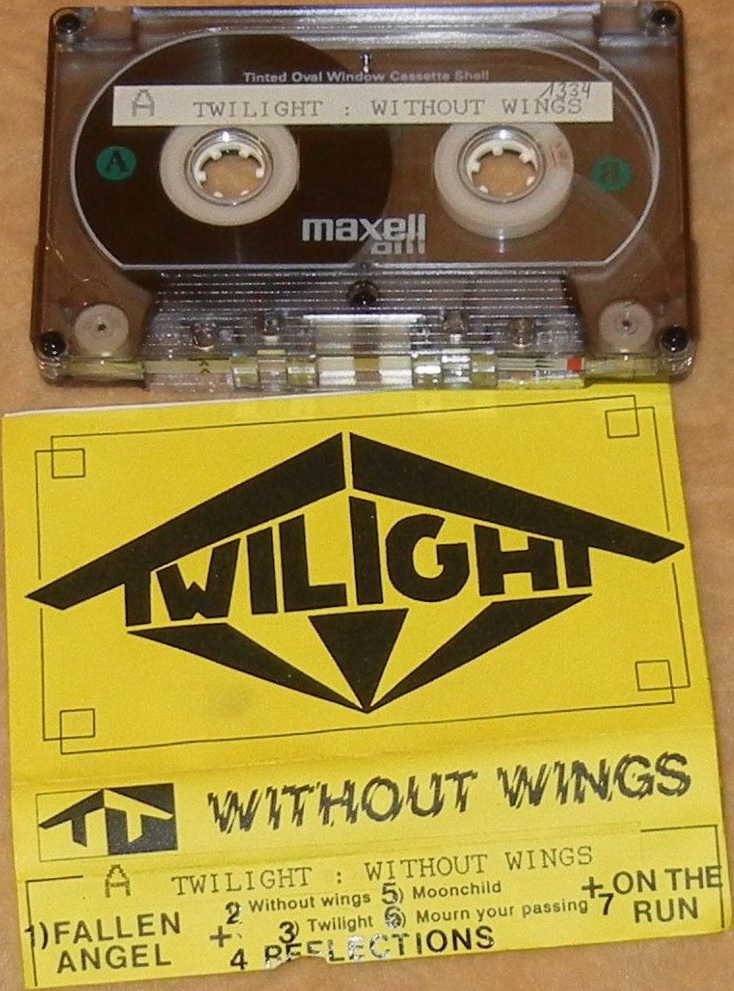 Tinted Oval Window Cassette Shell
1334
A TWILIGHT : WITHOUT WINGS
A
B
maxell
TWILIGHT
TT WITHOUT WINGS
A TWILIGHT : WITHOUT WINGS
1) FALLEN ANGEL
+
2 Without wings
3) Twilight
4 REFLECTIONS
5) Moonchild
6) Mourn your passing
+
7 ON THE RUN